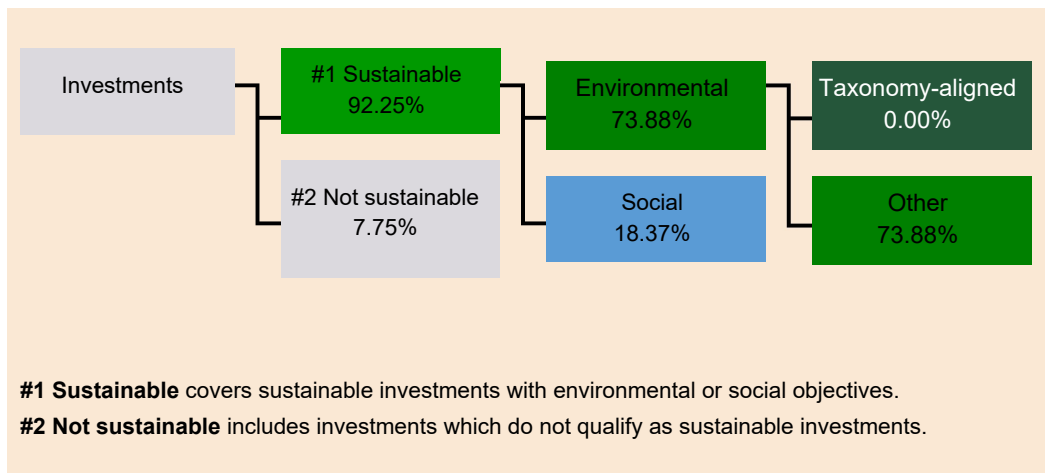 Investments
#1 Sustainable
92.25%
#2 Not sustainable
7.75%
Environmental
73.88%
Social
18.37%
Taxonomy-aligned
0.00%
Other
73.88%
#1 Sustainable covers sustainable investments with environmental or social objectives.
#2 Not sustainable includes investments which do not qualify as sustainable investments.